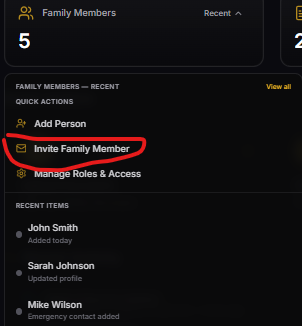 Family Members
Recent
5
2
FAMILY MEMBERS — RECENT
View all
QUICK ACTIONS
Add Person
Invite Family Member
Manage Roles & Access
RECENT ITEMS
John Smith
Added today
Sarah Johnson
Updated profile
Mike Wilson
Emergency contact added